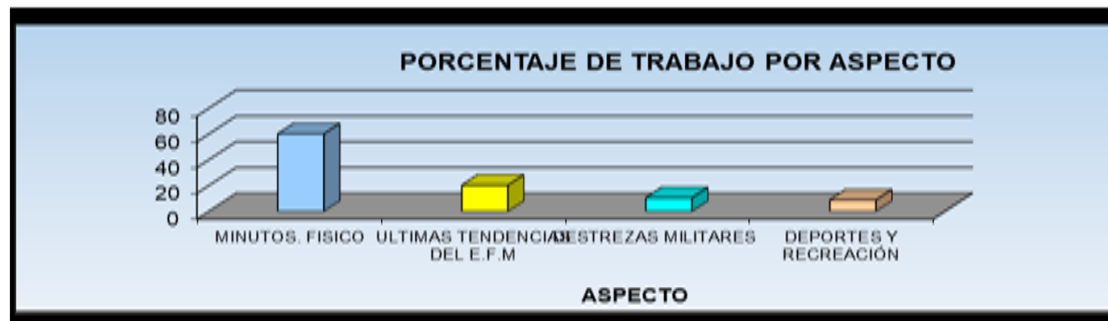 PORCENTAJE DE TRABAJO POR ASPECTO
80
60
40
20
0
MINUTOS. FISICO
ULTIMAS TENDENCIAS
DEL E.F.M
DESTREZAS MILITARES
DEPORTES Y
RECREACIÓN
ASPECTO